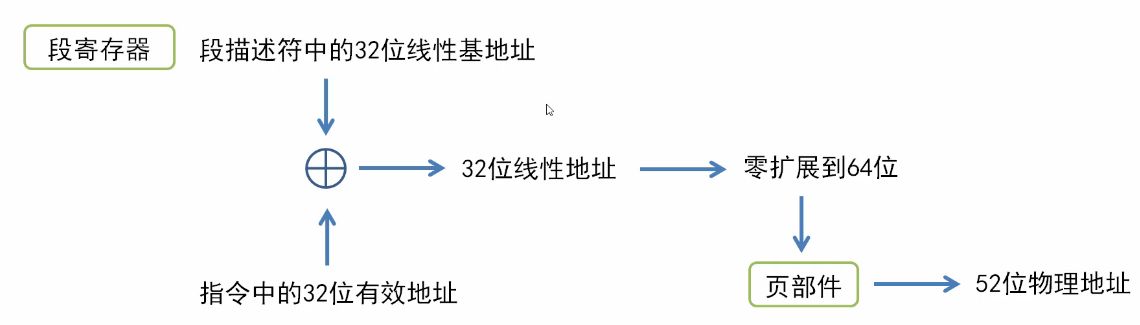 段寄存器
段描述符中的32位线性基地址
32位线性地址
零扩展到64位
指令中的32位有效地址
页部件
52位物理地址